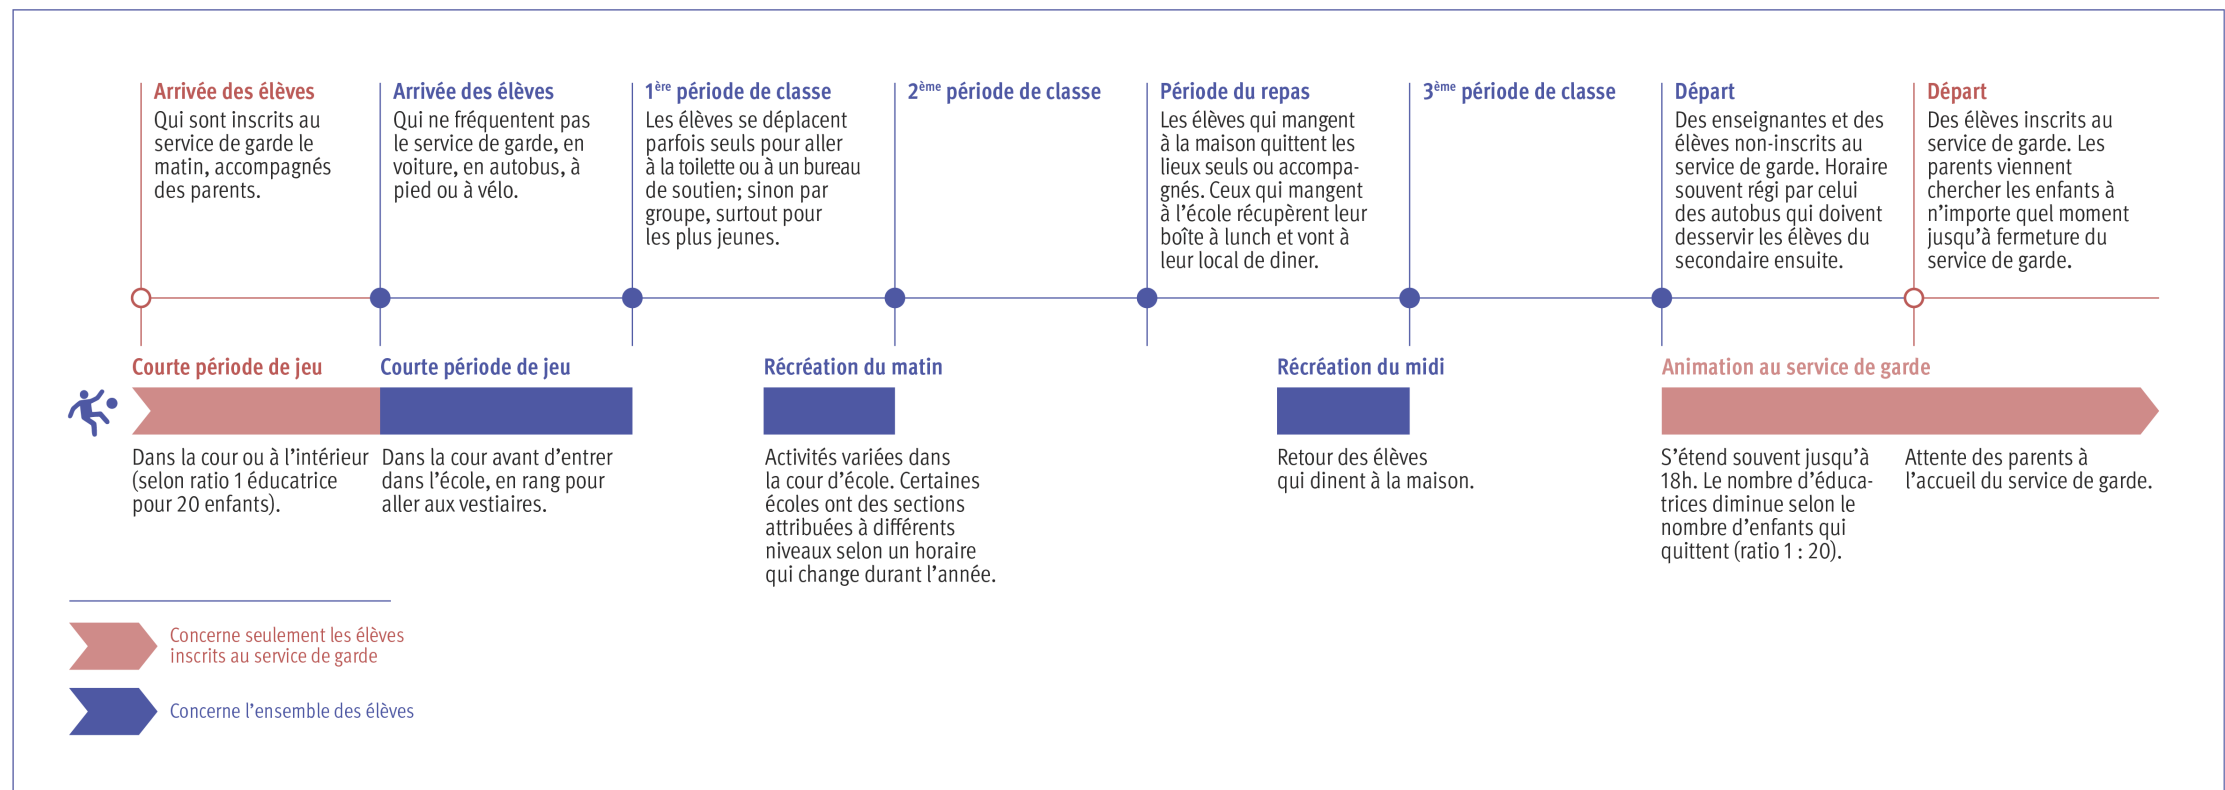 Arrivée des élèves
Qui sont inscrits au
service de garde le
matin, accompagnés
des parents.
Arrivée des élèves
Qui ne fréquentent pas
le service de garde, en
voiture, en autobus, à
pied ou à vélo.
1ère période de classe
Les élèves se déplacent
parfois seuls pour aller
à la toilette ou à un bureau
de soutien; sinon par
groupe, surtout pour
les plus jeunes.
2ème période de classe
Période du repas
Les élèves qui mangent
à la maison quittent les
lieux seuls ou accompa-
gnés. Ceux qui mangent
à l'école récupèrent leur
boîte à lunch et vont à
leur local de diner.
3ème période de classe
Départ
Des enseignantes et des
élèves non-inscrits au
service de garde. Horaire
souvent régi par celui
des autobus qui doivent
desservir les élèves du
secondaire ensuite.
Départ
Des élèves inscrits au
service de garde. Les
parents viennent
chercher les enfants à
n'importe quel moment
jusqu'à fermeture du
service de garde.
Courte période de jeu
Dans la cour ou à l'intérieur
(selon ratio 1 éducatrice
pour 20 enfants).
Courte période de jeu
Dans la cour avant d'entrer
dans l'école, en rang pour
aller aux vestiaires.
Récréation du matin
Activités variées dans
la cour d'école. Certaines
écoles ont des sections
attribuées à différents
niveaux selon un horaire
qui change durant l'année.
Récréation du midi
Retour des élèves
qui dinent à la maison.
Animation au service de garde
S'étend souvent jusqu'à
18h. Le nombre d'éduca-
trices diminue selon le
nombre d'enfants qui
quittent (ratio 1 : 20).
Attente des parents à
l'accueil du service de garde.
Concerne seulement les élèves
inscrits au service de garde
Concerne l'ensemble des élèves